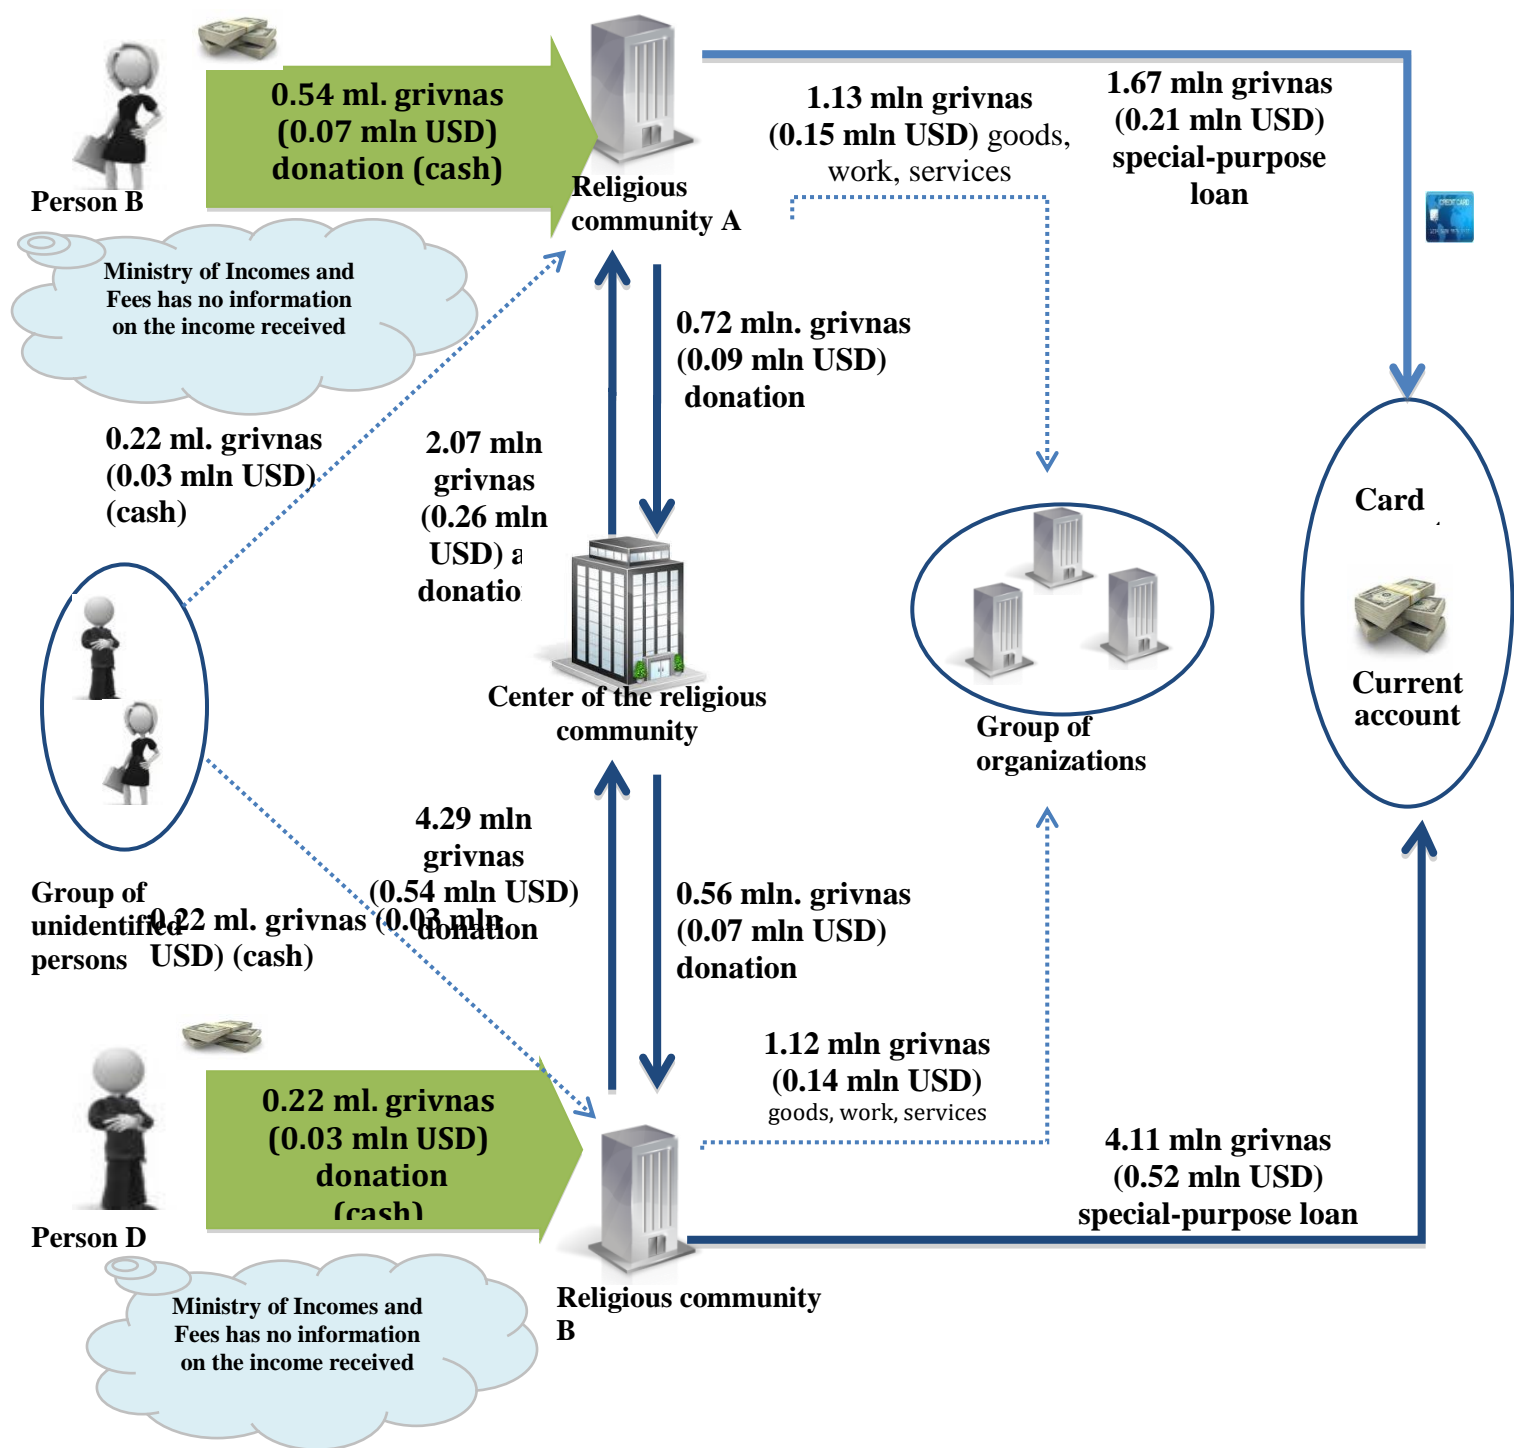 0.54 ml. grivnas
(0.07 mln USD)
donation (cash)
Person B
Religious
community A
1.13 mln grivnas
(0.15 mln USD) goods,
work, services
1.67 mln grivnas
(0.21 mln USD)
special-purpose
loan
CREDIT CARD
Ministry of Incomes and
Fees has no information
on the income received
0.72 mln. grivnas
(0.09 mln USD)
donation
0.22 ml. grivnas
(0.03 mln USD)
(cash)
2.07 mln
grivnas
(0.26 mln
USD) a
donatio
Card
Current
account
Center of the religious
community
Group of
organizations
4.29 mln
grivnas
(0.54 mln USD)
donation
0.56 mln. grivnas
(0.07 mln USD)
donation
Group of
unidentified
persons
0.22 ml. grivnas (0.03 mln
USD) (cash)
1.12 mln grivnas
(0.14 mln USD)
goods, work, services
0.22 ml. grivnas
(0.03 mln USD)
donation
(cash)
4.11 mln grivnas
(0.52 mln USD)
special-purpose loan
Person D
Religious community
B
Ministry of Incomes and
Fees has no information
on the income received